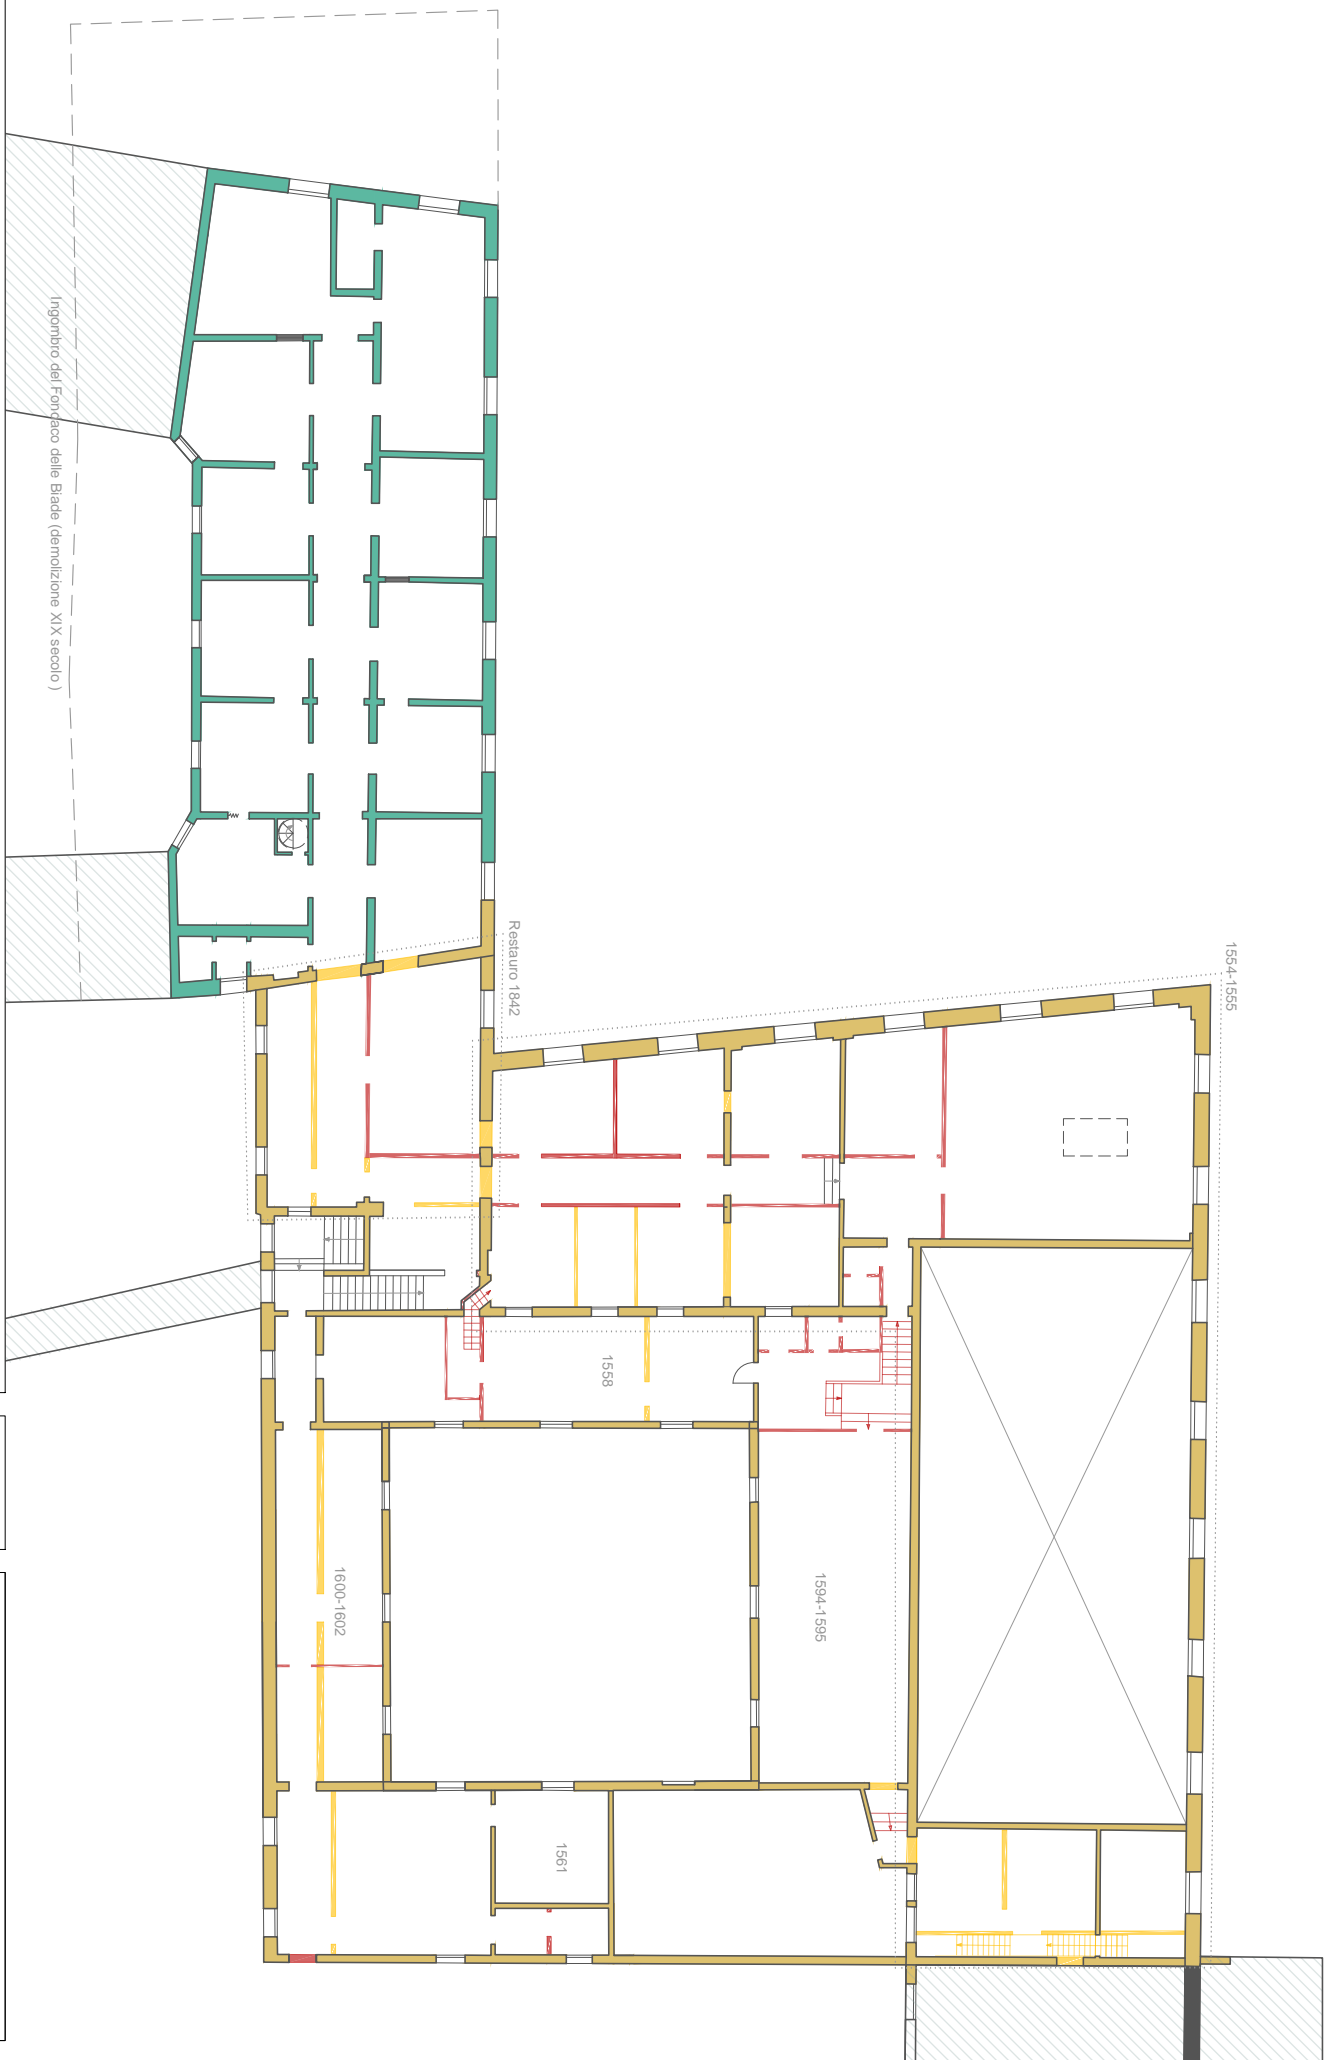 Ingombro del Fondaco delle Biade (demolizione XIX secolo )
Restauro 1842
1554-1555
1558
1600-1602
1594-1595
1561